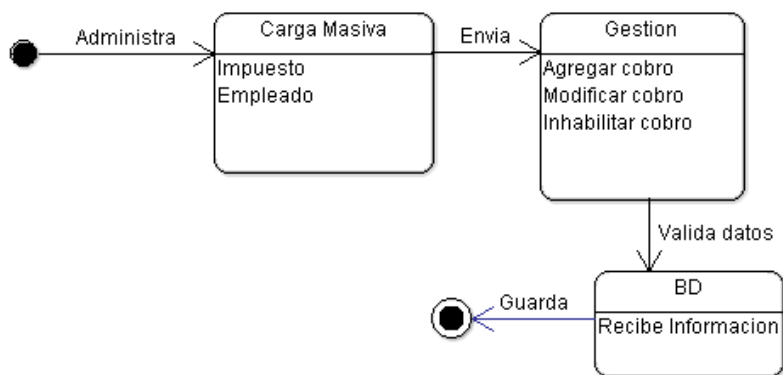 Administra
Carga Masiva
Impuesto
Empleado
Envia
Gestion
Agregar cobro
Modificar cobro
Inhabilitar cobro
Valida datos
BD
Recibe Informacion
Guarda